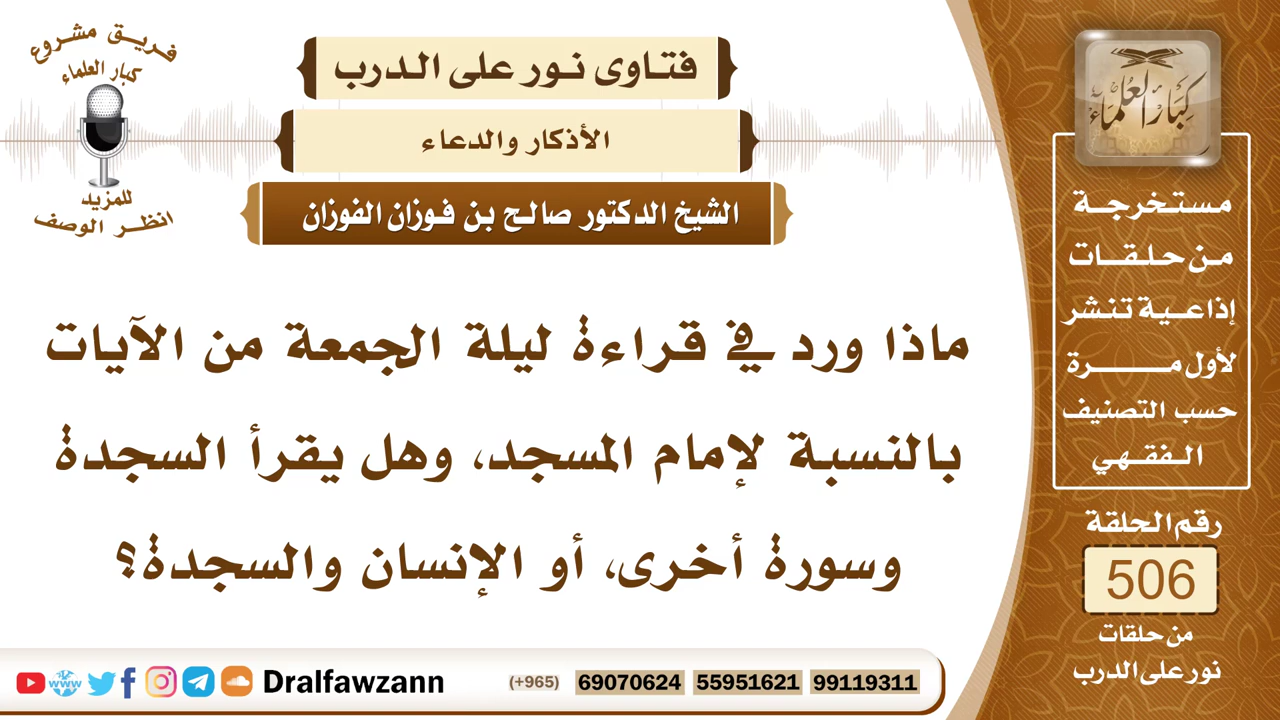 فريق مشروع
كبار العلماء
للمزيد
انظر الوصف
فتاوى نور على الدرب
الأذكار والدعاء
الشيخ الدكتور صالح بن فوزان الفوزان
ماذا ورد في قراءة ليلة الجمعة من الآيات
بالنسبة لإمام المسجد، وهل يقرأ السجدة
وسورة أخرى، أو الإنسان والسجدة؟
كبار العلماء
مستخرجة
من حلقات
إذاعية تنشر
لأول مرة
حسب التصنيف
الفقهي
رقم الحلقة
506
من حلقات
نور على الدرب
www Dralfawzann (+965) 69070624 55951621 99119311